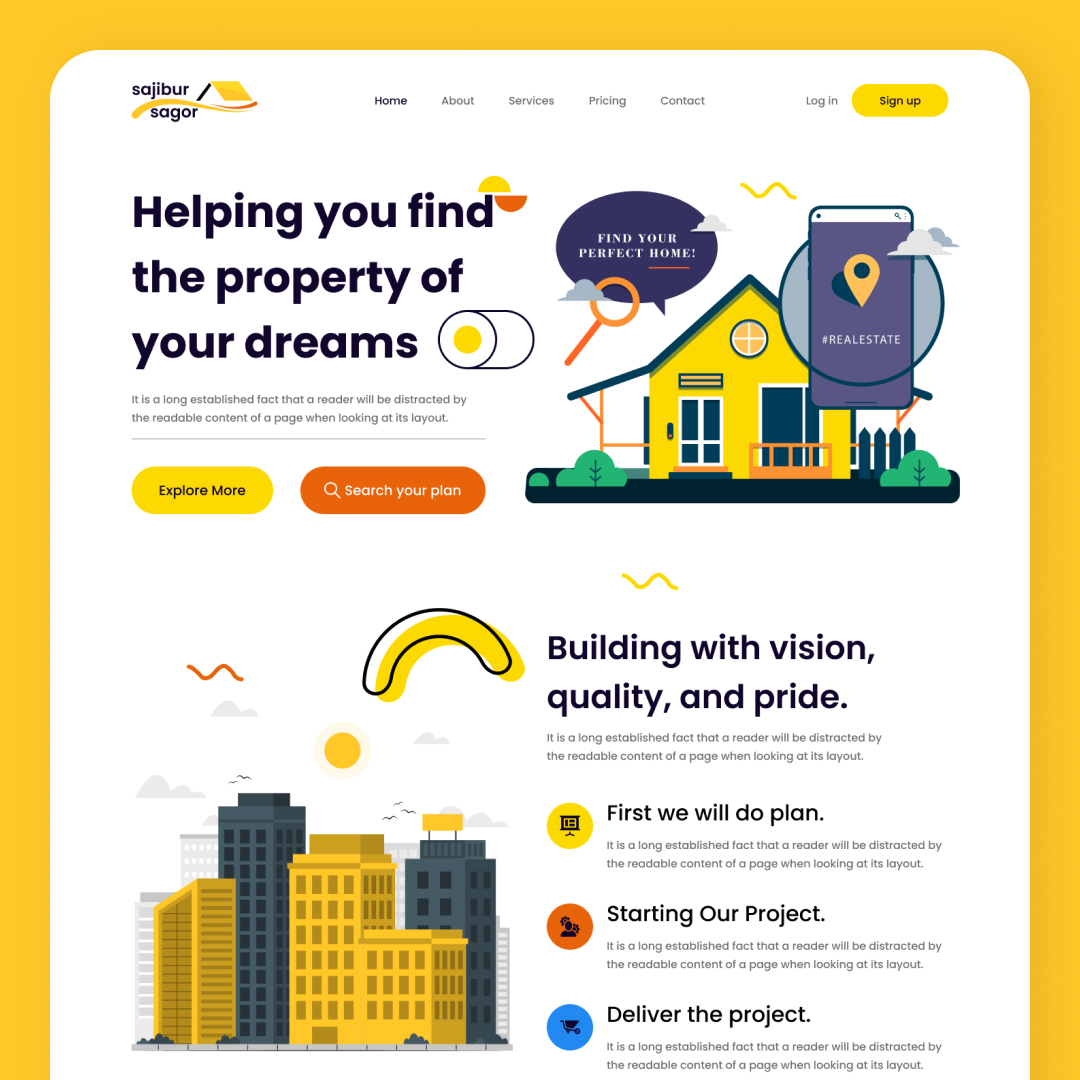 sajibur
sagor
Home About Services Pricing Contact Log in Sign up
Helping you find
the property of
your dreams
It is a long established fact that a reader will be distracted by
the readable content of a page when looking at its layout.
Explore More
Search your plan
FIND YOUR
PERFECT HOME!
#REALESTATE
Building with vision,
quality, and pride.
It is a long established fact that a reader will be distracted by
the readable content of a page when looking at its layout.
First we will do plan.
It is a long established fact that a reader will be distracted by
the readable content of a page when looking at its layout.
Starting Our Project.
It is a long established fact that a reader will be distracted by
the readable content of a page when looking at its layout.
Deliver the project.
It is a long established fact that a reader will be distracted by
the readable content of a page when looking at its layout.